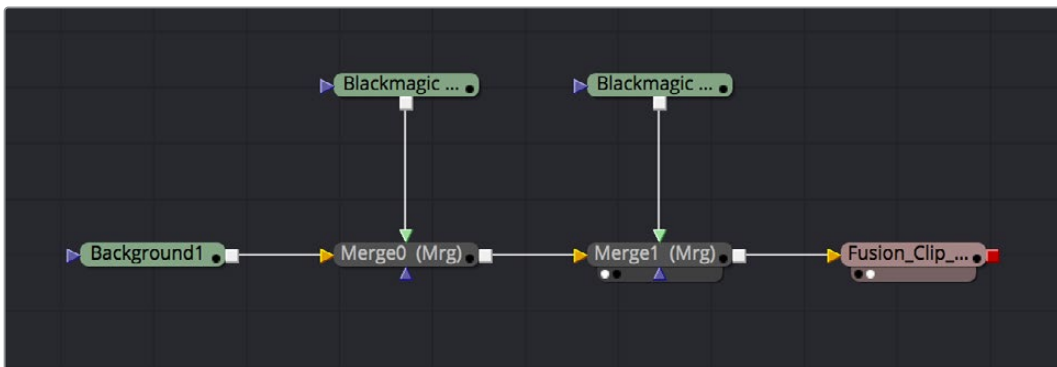 Blackmagic ...
Blackmagic ...
Background1
Merge0 (Mrg)
Merge1 (Mrg)
Fusion_Clip_...